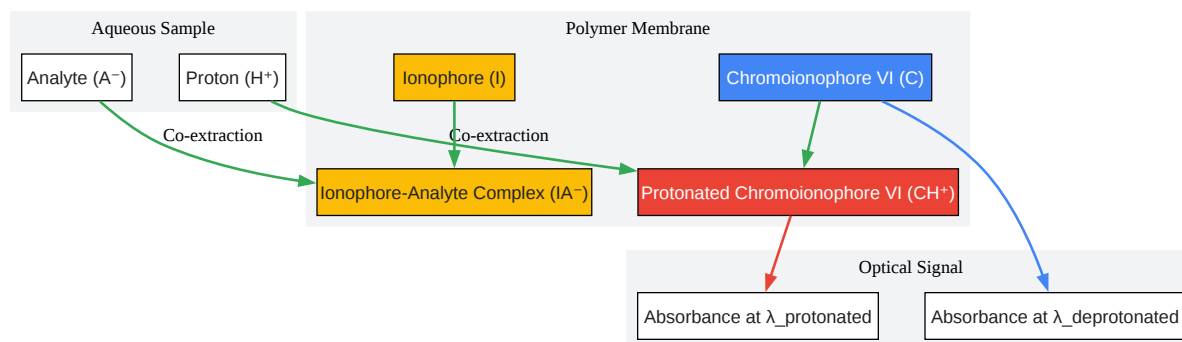 Aqueous Sample
Polymer Membrane
Analyte (A⁻)
Proton (H⁺)
Ionophore (I)
Chromoionophore VI (C)
Co-extraction
Co-extraction
Ionophore-Analyte Complex (IA⁻)
Protonated Chromoionophore VI (CH⁺)
Optical Signal
Absorbance at λ_protonated
Absorbance at λ_deprotonated